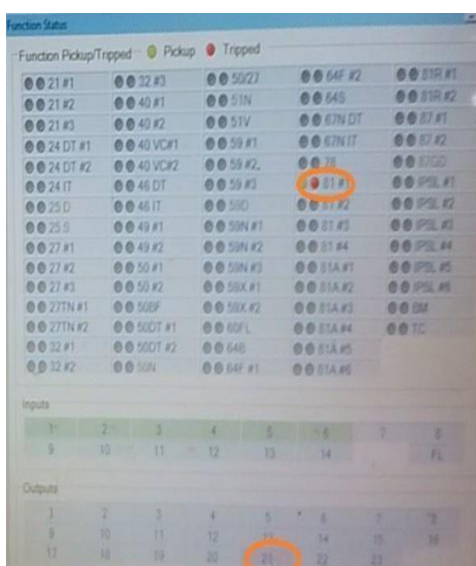 Function Status
Function Pickup/Tripped Pickup Tripped
21 #1 32 #3 50/27 64F #2 81R #1
21 #2 40 #1 51N 64S 81R #2
21 #3 40 #2 51V 67N DT 87 #1
24 DT #1 40 VC#1 59 #1 67N IT 87 #2
24 DT #2 40 VC#2 59 #2 78 87GD
24 IT 46 DT 59 #3 81 #1 IPSL #1
25 D 46 IT 59D 81 #2 IPSL #2
25 S 49 #1 59N #1 81 #3 IPSL #3
27 #1 49 #2 59N #2 81 #4 IPSL #4
27 #2 50 #1 59N #3 81A #1 IPSL #5
27 #3 50 #2 59X #1 81A #2 IPSL #6
27TN #1 50BF 59X #2 81A #3 BM
27TN #2 50DT #1 60FL 81A #4 TC
32 #1 50DT #2 64B 81A #5
32 #2 50N 64F #1 81A #6
Inputs
1 2 3 4 5 6 7 8
9 10 11 12 13 14 FL
Outputs
1 2 3 4 5 6 7 8
9 10 11 12 13 14 15 16
17 18 19 20 21 22 23